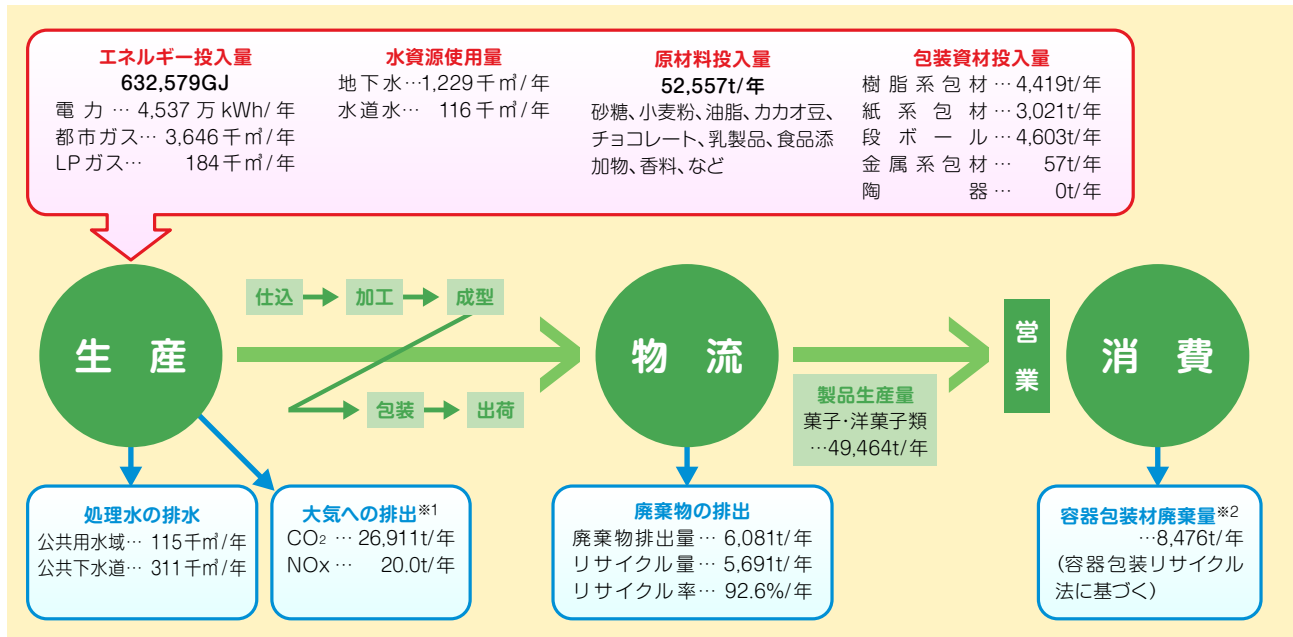 エネルギー投入量
632,579GJ
電力…4,537万kWh/年
都市ガス…3,646千㎥/年
LPガス…184千㎥/年
水資源使用量
地下水…1,229千㎥/年
水道水…116千㎥/年
原材料投入量
52,557t/年
砂糖、小麦粉、油脂、カカオ豆、
チョコレート、乳製品、食品添
加物、香料、など
包装資材投入量
樹脂系包材…4,419t/年
紙系包材…3,021t/年
段ボール…4,603t/年
金属系包材…57t/年
陶器…0t/年
生産
仕込
加工
成型
包装
出荷
物流
製品生産量
菓子・洋菓子類
…49,464t/年
営業
消費
処理水の排水
公共用水域…115千㎥/年
公共下水道…311千㎥/年
大気への排出※1
CO₂…26,911t/年
NOx…20.0t/年
廃棄物の排出
廃棄物排出量…6,081t/年
リサイクル量…5,691t/年
リサイクル率…92.6%/年
容器包装材廃棄量※2
…8,476t/年
(容器包装リサイクル
法に基づく)